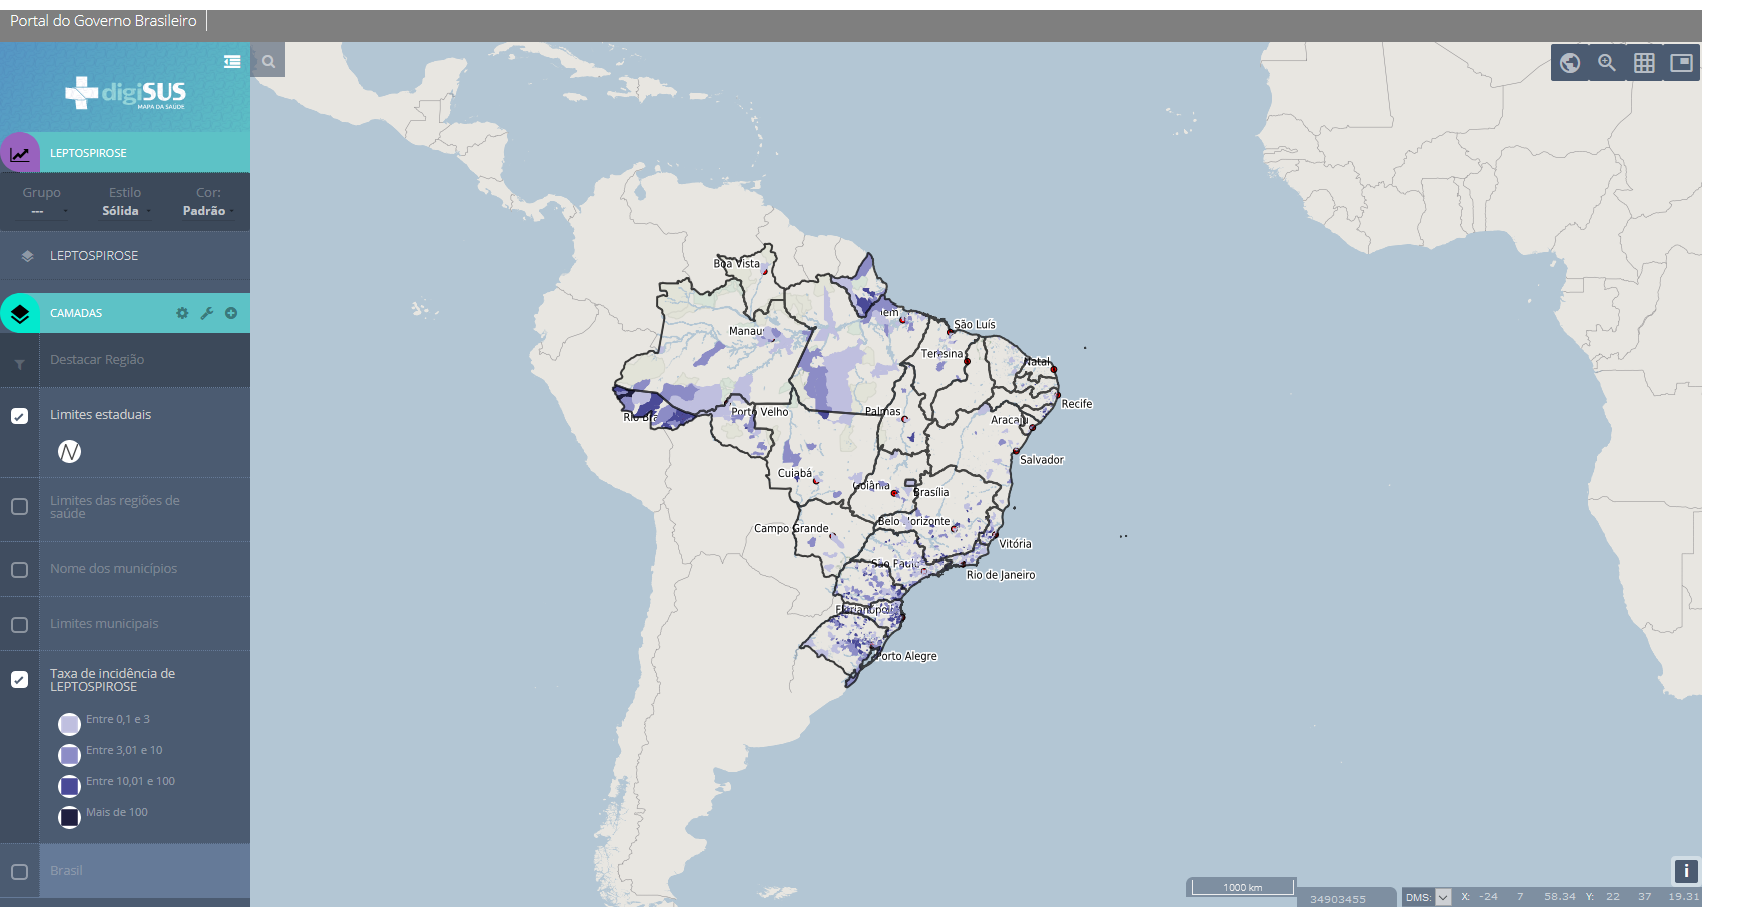 Portal do Governo Brasileiro
digiSUS
MAPA DA SAÚDE
LEPTOSPIROSE
Grupo
Estilo
Cor:
---
Sólida
Padrão
LEPTOSPIROSE
CAMADAS
Destacar Região
Limites estaduais
Limites das regiões de
saúde
Nome dos municípios
Limites municipais
Taxa de incidência de
LEPTOSPIROSE
Entre 0,1 e 3
Entre 3,01 e 10
Entre 10,01 e 100
Mais de 100
Brasil
Boa Vista
em
São Luís
Manaus
Teresina
Natal
Recife
Porto Velho
Palmas
Rio Bra
Aracaju
Salvador
Cuiabá
Goiânia
Brasília
Belo Horizonte
Campo Grande
Vitória
São Paulo
Rio de Janeiro
Florianópolis
Porto Alegre
i
1000 km
34903455
DMS:
X: -24 7 58.34 Y: 22 37 19.31